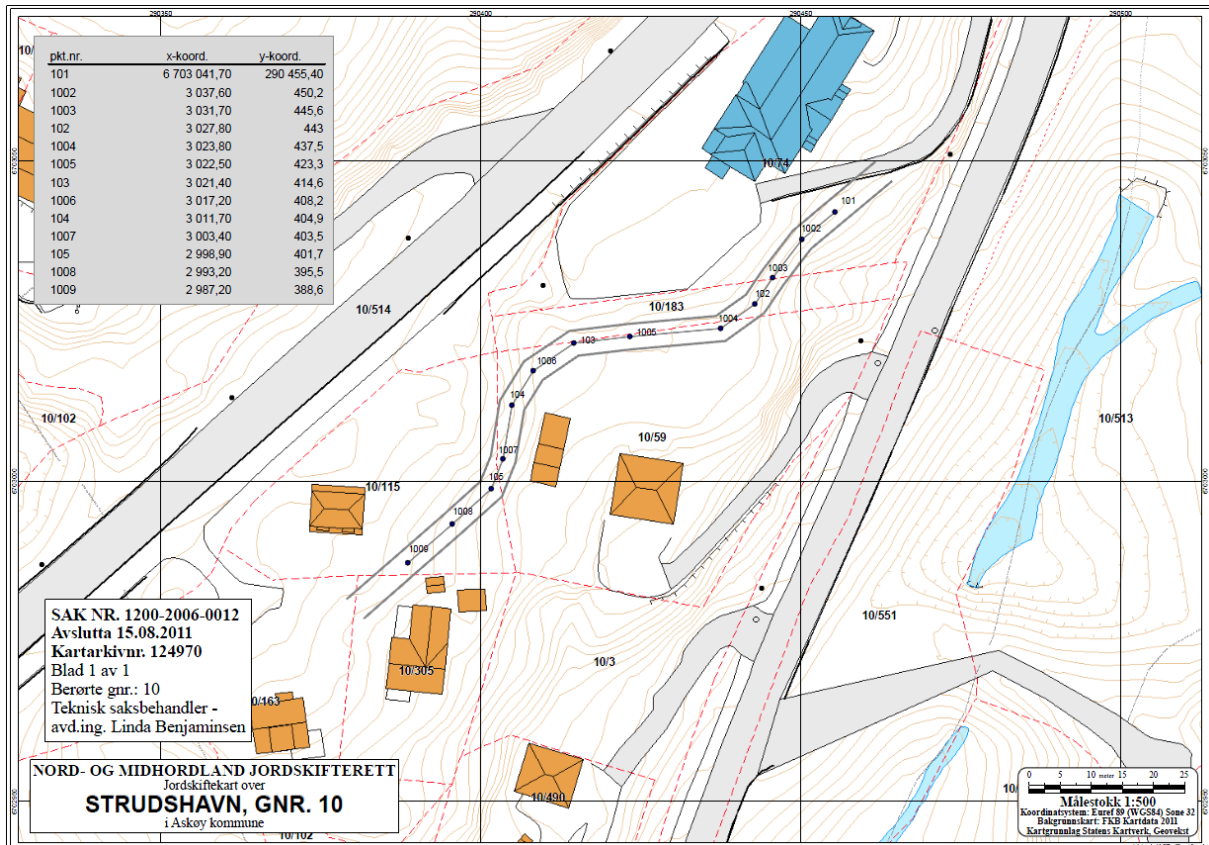 290350
290400
290450
290500
pkt.nr. x-koord. y-koord.
101 6 703 041,70 290 455,40
1002 3 037,60 450,2
1003 3 031,70 445,6
102 3 027,80 443
1004 3 023,80 437,5
1005 3 022,50 423,3
103 3 021,40 414,6
1006 3 017,20 408,2
104 3 011,70 404,9
1007 3 003,40 403,5
105 2 998,90 401,7
1008 2 993,20 395,5
1009 2 987,20 388,6
10/74
6703050
6703050
101
1002
1003
102
1004
1005
103
1006
104
1007
105
1008
1009
10/183
10/514
10/102
10/59
10/513
6703000
6703000
10/115
10/551
10/3
10/305
10/163
10/490
10/102
SAK NR. 1200-2006-0012
Avslutta 15.08.2011
Kartarkivnr. 124970
Blad 1 av 1
Berørte gnr.: 10
Teknisk saksbehandler -
avd.ing. Linda Benjaminsen
NORD- OG MIDHORDLAND JORDSKIFTERETT
Jordskiftekart over
STRUDSHAVN, GNR. 10
i Askøy kommune
6702950
6702950
0 5 10 meter 15 20 25
Målestokk 1:500
Koordinatsystem: Euref 89 (WGS84) Sone 32
Bakgrunnskart: FKB Kartdata 2011
Kartgrunnlag Statens Kartverk, Geovekst